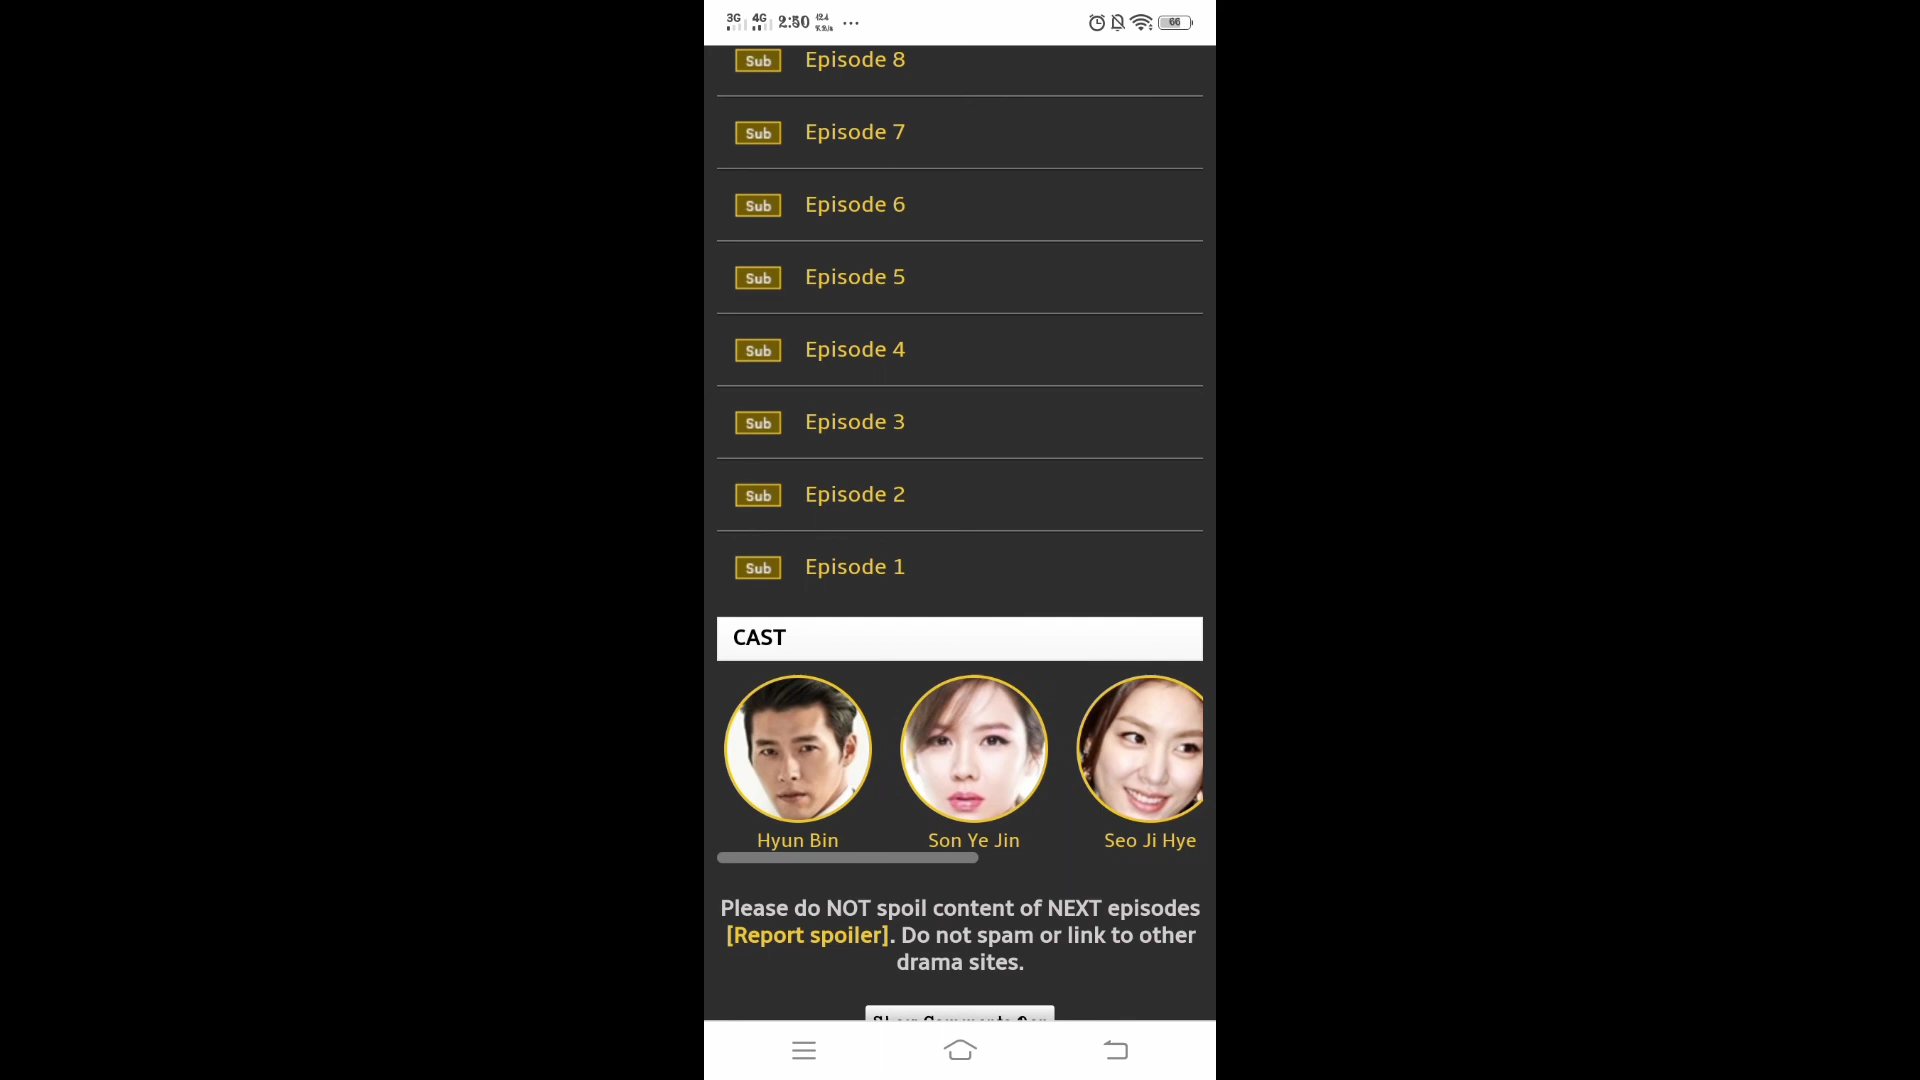 3G 4G 2:50 ... 66
Sub Episode 8
Sub Episode 7
Sub Episode 6
Sub Episode 5
Sub Episode 4
Sub Episode 3
Sub Episode 2
Sub Episode 1
CAST
Hyun Bin Son Ye Jin Seo Ji Hye
Please do NOT spoil content of NEXT episodes
[Report spoiler]. Do not spam or link to other
drama sites.